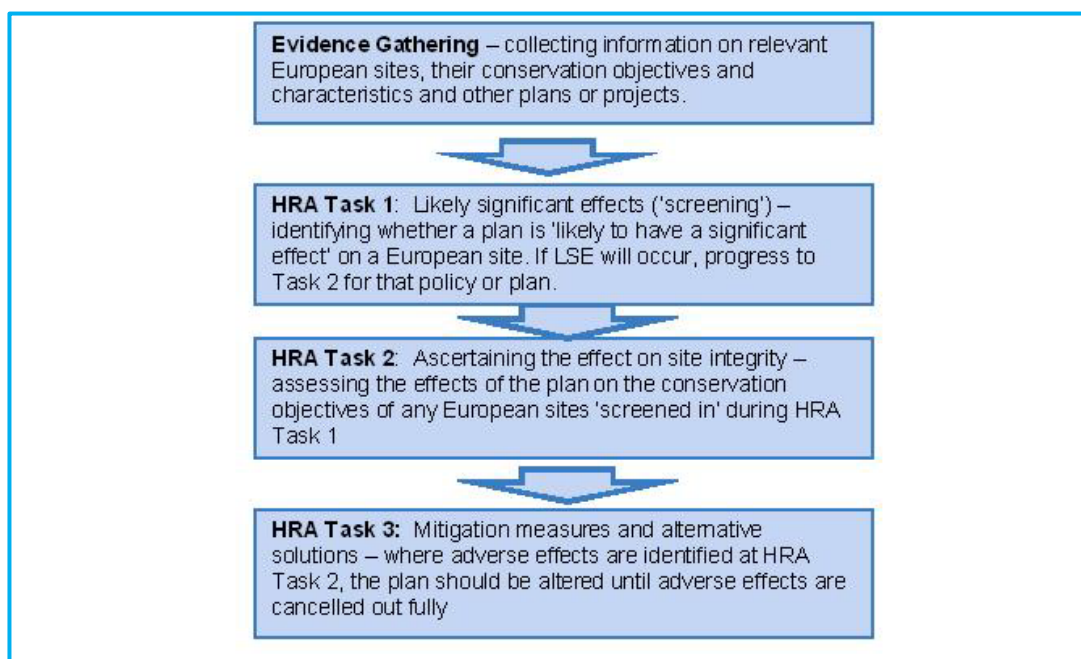 Evidence Gathering – collecting information on relevant
European sites, their conservation objectives and
characteristics and other plans or projects.
HRA Task 1:  Likely significant effects ('screening') –
identifying whether a plan is 'likely to have a significant
effect' on a European site. If LSE will occur, progress to
Task 2 for that policy or plan.
HRA Task 2:  Ascertaining the effect on site integrity –
assessing the effects of the plan on the conservation
objectives of any European sites 'screened in' during HRA
Task 1
HRA Task 3:  Mitigation measures and alternative
solutions – where adverse effects are identified at HRA
Task 2, the plan should be altered until adverse effects are
cancelled out fully